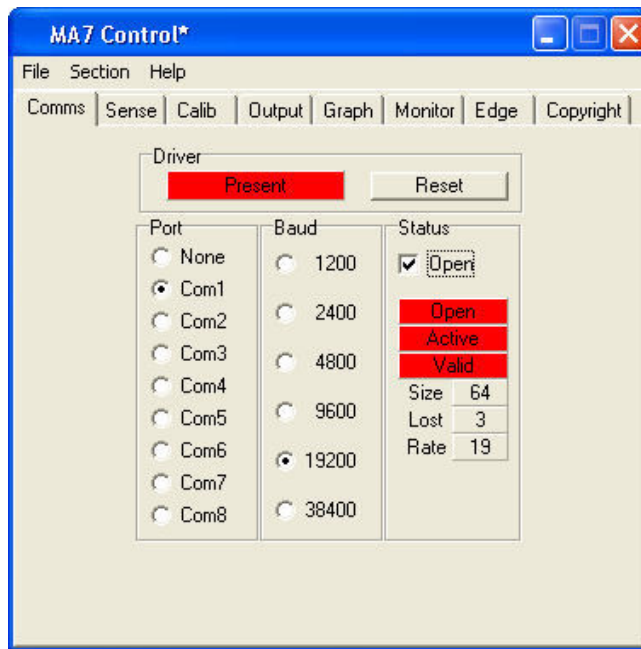 MA7 Control*
File Section Help
Comms Sense Calib Output Graph Monitor Edge Copyright
Driver
Present Reset
Port
None
Com1
Com2
Com3
Com4
Com5
Com6
Com7
Com8
Baud
1200
2400
4800
9600
19200
38400
Status
Open
Open
Active
Valid
Size 64
Lost 3
Rate 19